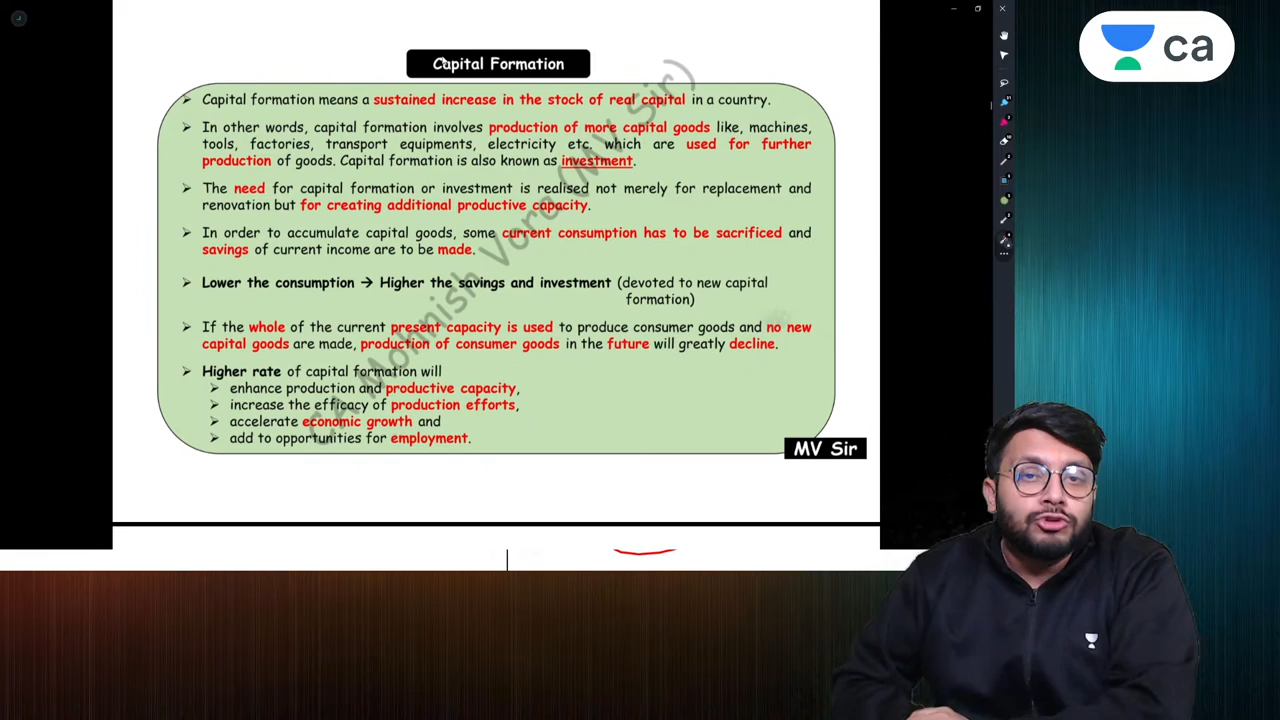 ca
Capital Formation
➢ Capital formation means a sustained increase in the stock of real capital in a country.
➢ In other words, capital formation involves production of more capital goods like, machines,
tools, factories, transport equipments, electricity etc. which are used for further
production of goods. Capital formation is also known as investment.
➢ The need for capital formation or investment is realised not merely for replacement and
renovation but for creating additional productive capacity.
➢ In order to accumulate capital goods, some current consumption has to be sacrificed and
savings of current income are to be made.
➢ Lower the consumption → Higher the savings and investment (devoted to new capital
formation)
➢ If the whole of the current present capacity is used to produce consumer goods and no new
capital goods are made, production of consumer goods in the future will greatly decline.
➢ Higher rate of capital formation will
➢ enhance production and productive capacity,
➢ increase the efficacy of production efforts,
➢ accelerate economic growth and
➢ add to opportunities for employment.
MV Sir
CA Mohnish Vora (MV Sir)